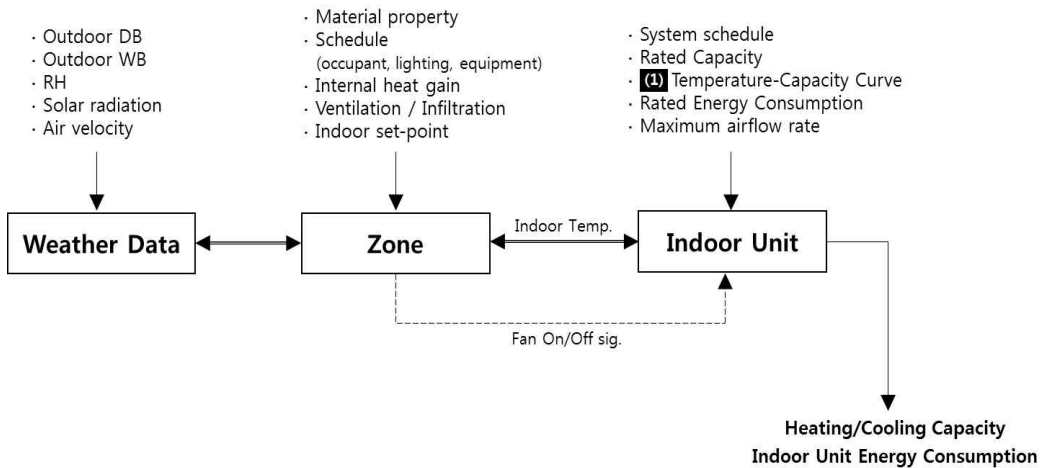 · Outdoor DB
· Outdoor WB
· RH
· Solar radiation
· Air velocity
· Material property
· Schedule
(occupant, lighting, equipment)
· Internal heat gain
· Ventilation / Infiltration
· Indoor set-point
· System schedule
· Rated Capacity
· (1) Temperature-Capacity Curve
· Rated Energy Consumption
· Maximum airflow rate
Weather Data
Zone
Indoor Temp.
Indoor Unit
Fan On/Off sig.
Heating/Cooling Capacity
Indoor Unit Energy Consumption